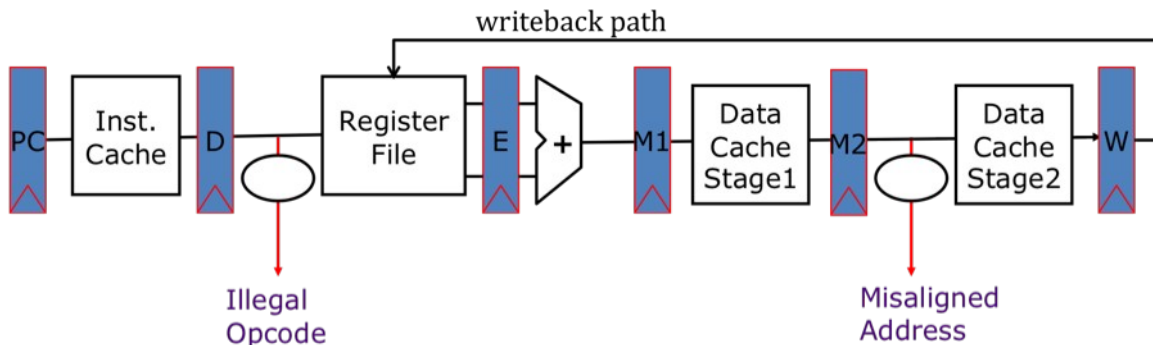 writeback path
PC
Inst.
Cache
D
Register
File
E
+
M1
Data
Cache
Stage1
M2
Data
Cache
Stage2
W
Illegal
Opcode
Misaligned
Address